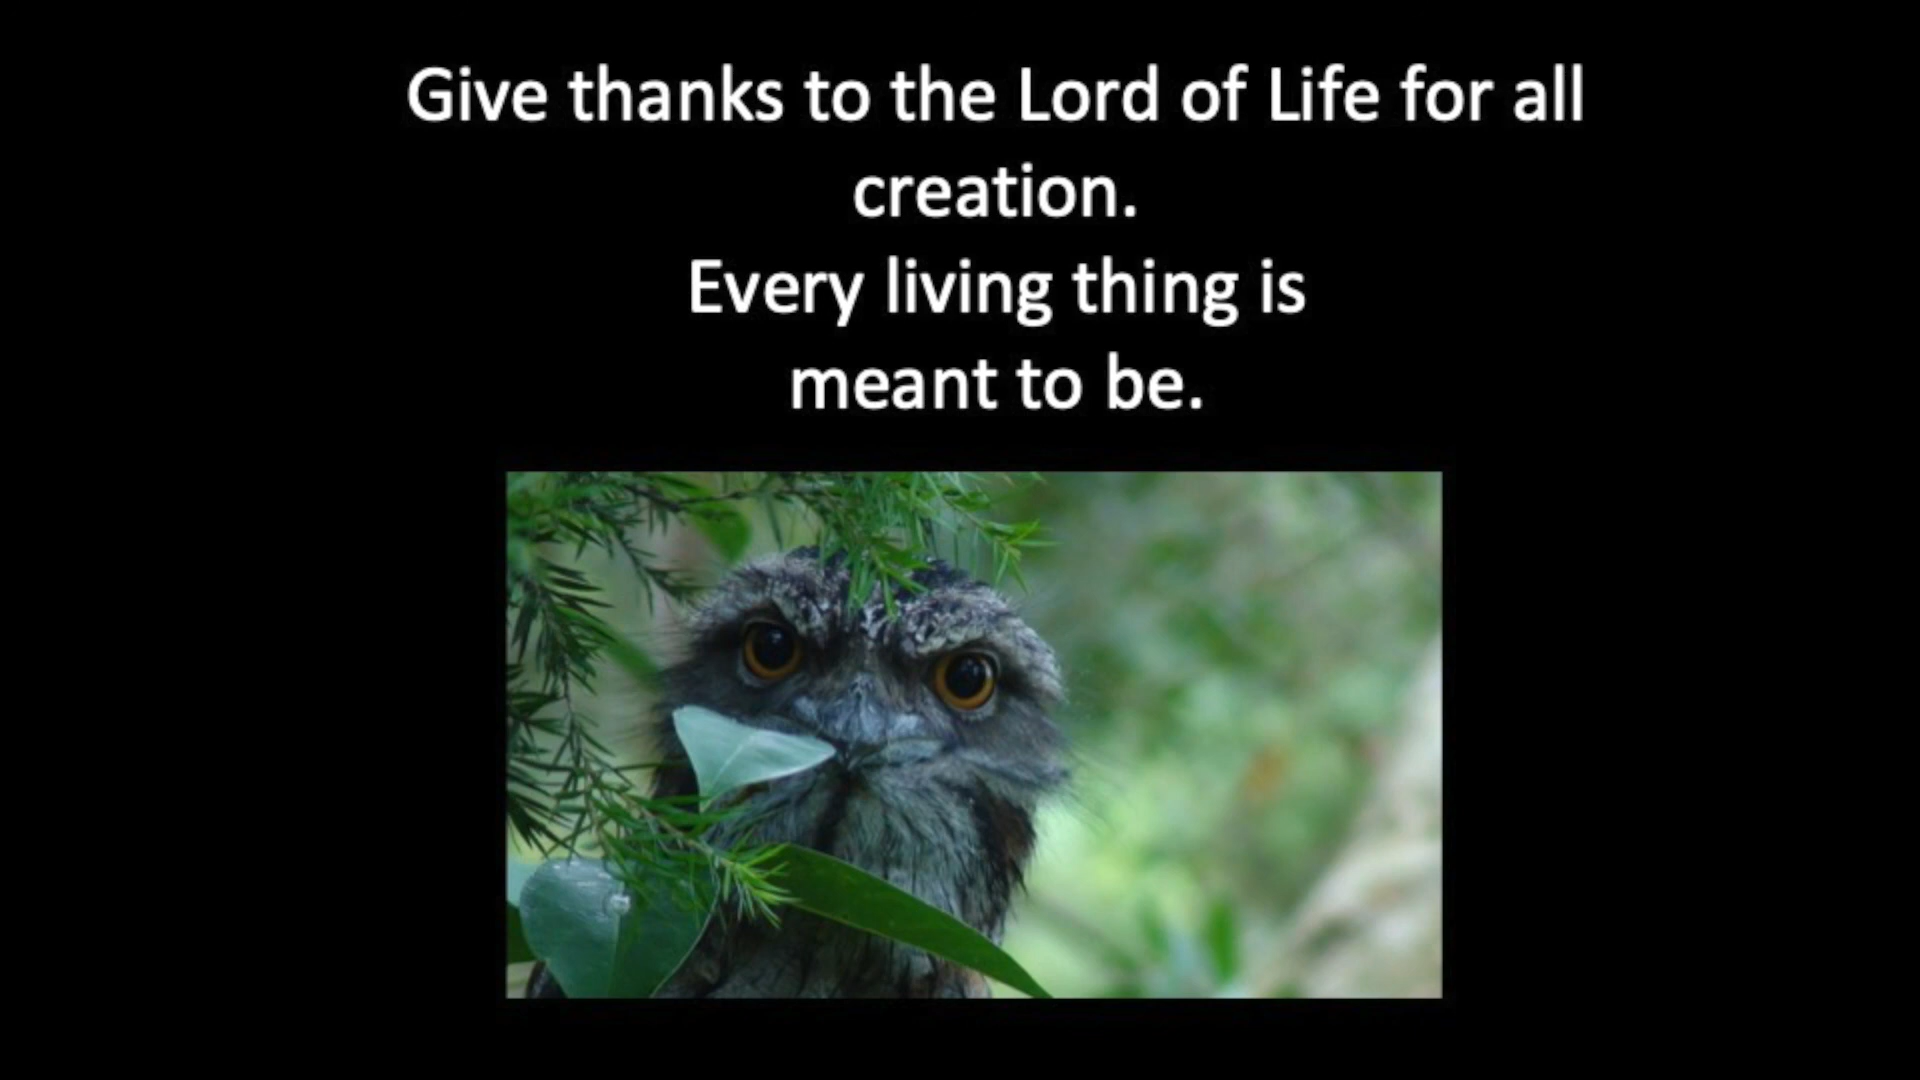 Give thanks to the Lord of Life for all
creation.
Every living thing is
meant to be.